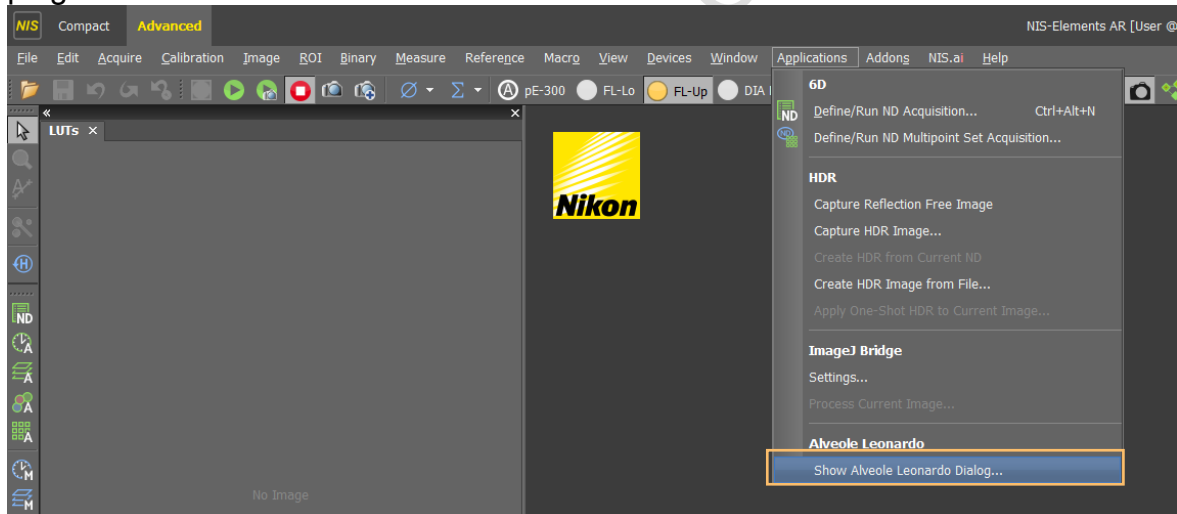 NIS Compact Advanced NIS-Elements AR [User @
File Edit Acquire Calibration Image ROI Binary Measure Reference Macro View Devices Window Applications Addons NIS.ai Help
pE-300 FL-Lo FL-Up DIA
LUTs ×
Nikon
6D
Define/Run ND Acquisition... Ctrl+Alt+N
Define/Run ND Multipoint Set Acquisition...
HDR
Capture Reflection Free Image
Capture HDR Image...
Create HDR from Current ND
Create HDR Image from File...
Apply One-Shot HDR to Current Image...
ImageJ Bridge
Settings...
Process Current Image...
Alveole Leonardo
Show Alveole Leonardo Dialog...
ND
A
A
A
A
M
M
No Image